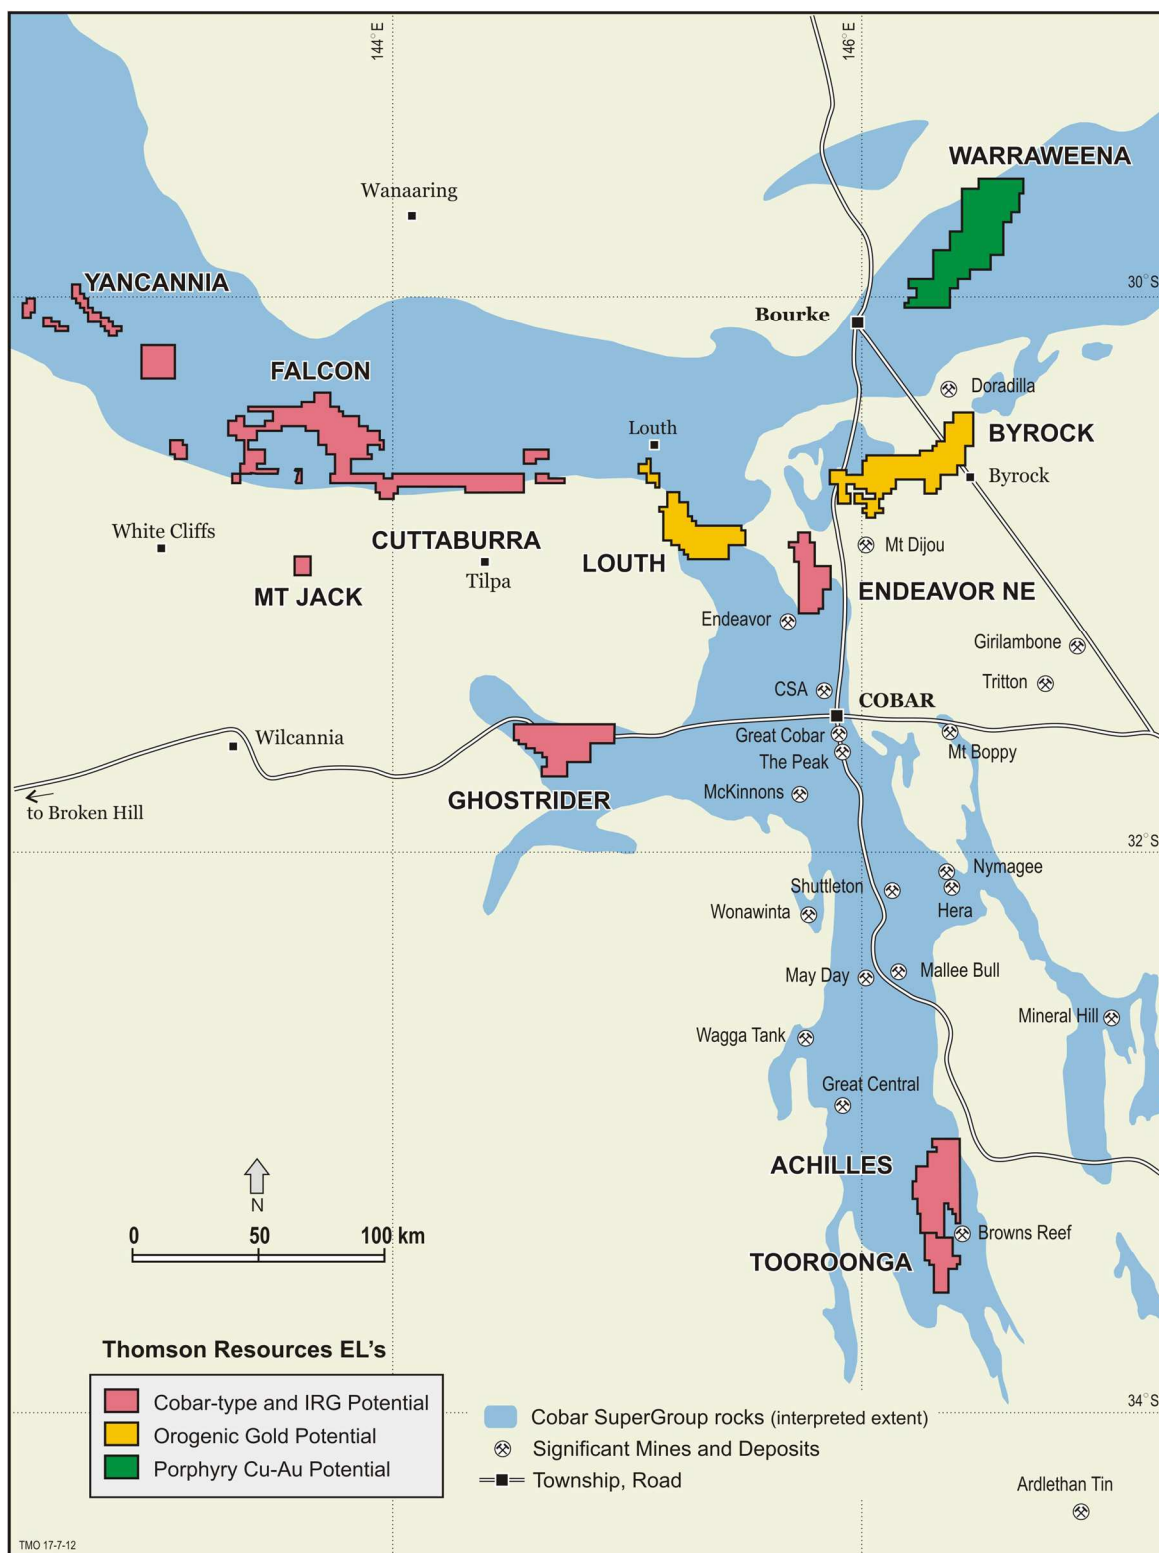 144°E
146°E
WARRAWEENA
Wanaaring
YANCANNIA
30°S
Bourke
FALCON
Doradilla
Louth
BYROCK
Byrock
White Cliffs
CUTTABURRA
Mt Dijou
LOUTH
Tilpa
MT JACK
ENDEAVOR NE
Endeavor
Girilambone
Tritton
CSA
COBAR
Wilcannia
Great Cobar
Mt Boppy
The Peak
McKinnons
GHOSTRIDER
to Broken Hill
32°S
Nymagee
Shuttleton
Hera
Wonawinta
Mallee Bull
May Day
Mineral Hill
Wagga Tank
Great Central
ACHILLES
N
0 50 100 km
Browns Reef
TOOROONGA
Thomson Resources EL's
Cobar-type and IRG Potential
Orogenic Gold Potential
Porphyry Cu-Au Potential
34°S
Cobar SuperGroup rocks (interpreted extent)
Significant Mines and Deposits
Township, Road
Ardlethan Tin
TMO 17-7-12